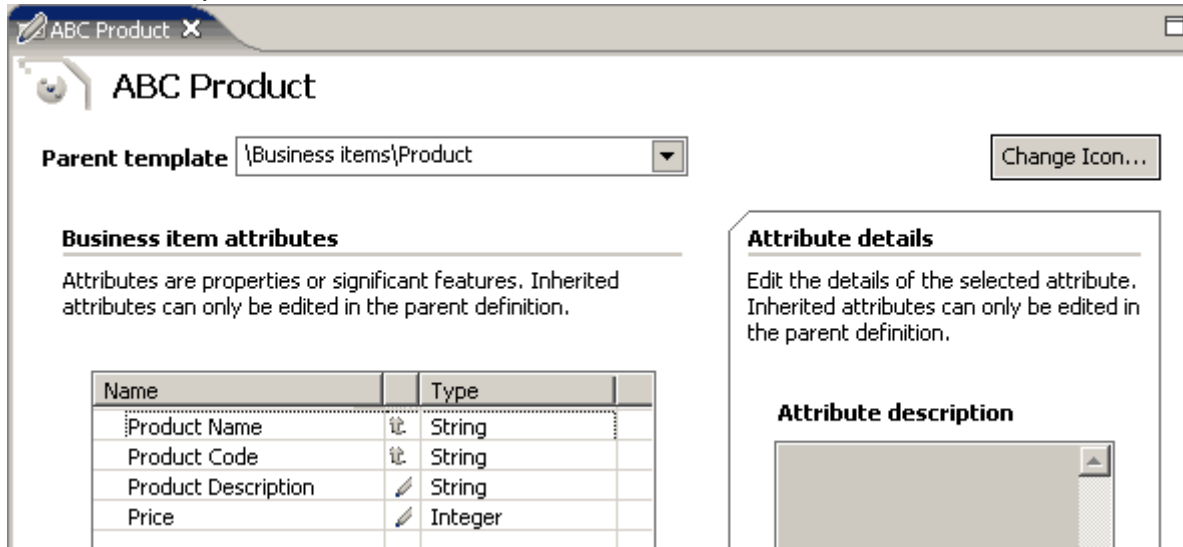 ABC Product
ABC Product
Parent template \Business items\Product
Change Icon...
Business item attributes
Attributes are properties or significant features. Inherited
attributes can only be edited in the parent definition.
Name Type
Product Name String
Product Code String
Product Description String
Price Integer
Attribute details
Edit the details of the selected attribute.
Inherited attributes can only be edited in
the parent definition.
Attribute description